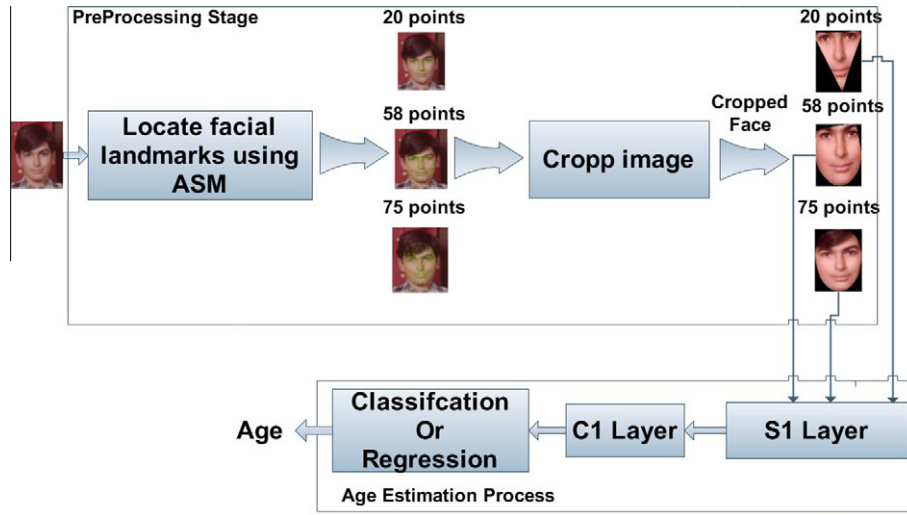 PreProcessing Stage
20 points
20 points
58 points
Cropped
Face
58 points
Locate facial
landmarks using
ASM
Cropp image
75 points
75 points
Age
Classifcation
Or
Regression
C1 Layer
S1 Layer
Age Estimation Process